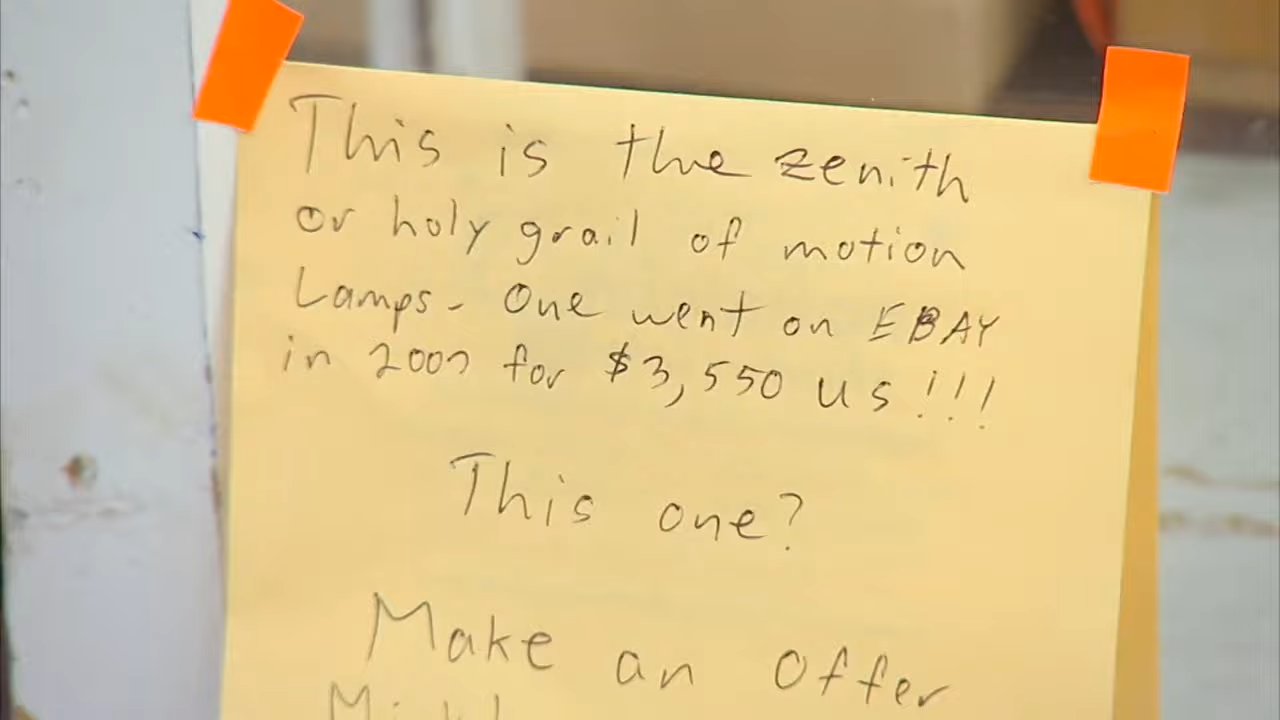 This is the zenith
or holy grail of motion
Lamps - One went on EBAY
in 2007 for $3,550 US!!!
This one?
Make an Offer